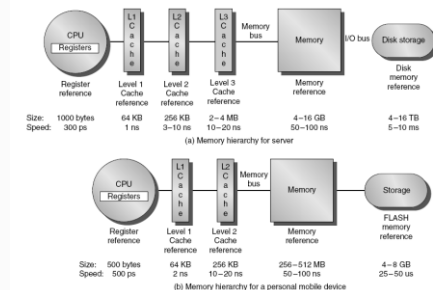 CPU
Registers
L1
Cache
L2
Cache
L3
Cache
Memory
bus
Memory
I/O bus
Disk storage
Register
reference
Level 1
Cache
reference
Level 2
Cache
reference
Level 3
Cache
reference
Memory
reference
Disk
memory
reference
Size: 1000 bytes 64 KB 256 KB 2–4 MB 4–16 GB 4–16 TB
Speed: 300 ps 1 ns 3–10 ns 10–20 ns 50–100 ns 5–10 ms
(a) Memory hierarchy for server
CPU
Registers
L1
Cache
L2
Cache
Memory
bus
Memory
Storage
Register
reference
Level 1
Cache
reference
Level 2
Cache
reference
Memory
reference
FLASH
memory
reference
Size: 500 bytes 64 KB 256 KB 256–512 MB 4–8 GB
Speed: 500 ps 2 ns 10–20 ns 50–100 ns 25–50 us
(b) Memory hierarchy for a personal mobile device